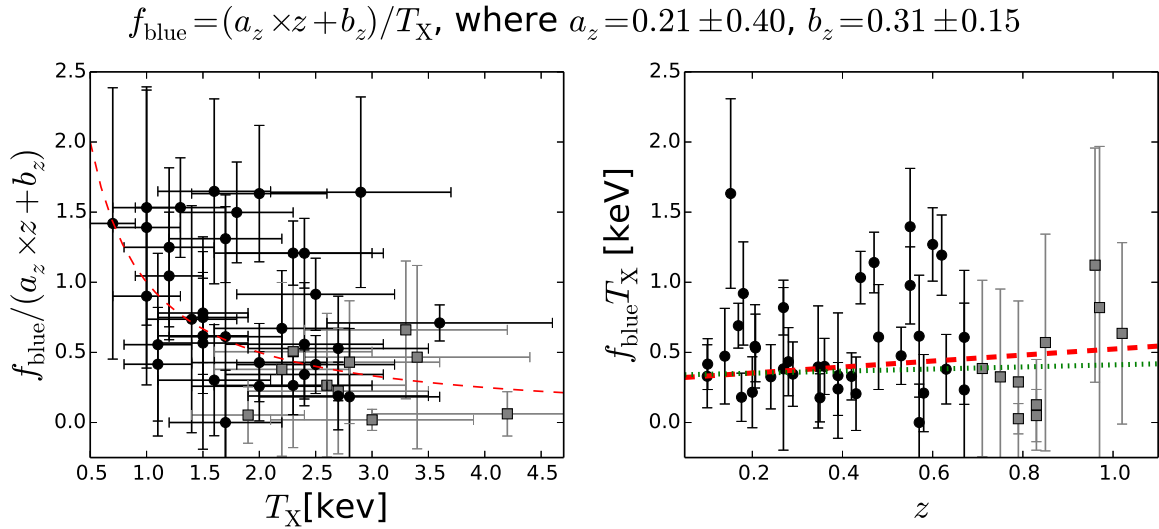 f_blue=(a_z×z+b_z)/T_X, where a_z=0.21±0.40, b_z=0.31±0.15
f_blue/(a_z×z+b_z)
2.5
2.0
1.5
1.0
0.5
0.0
0.5 1.0 1.5 2.0 2.5 3.0 3.5 4.0 4.5
T_X[kev]
f_blueT_X [keV]
2.5
2.0
1.5
1.0
0.5
0.0
0.2 0.4 0.6 0.8 1.0
z